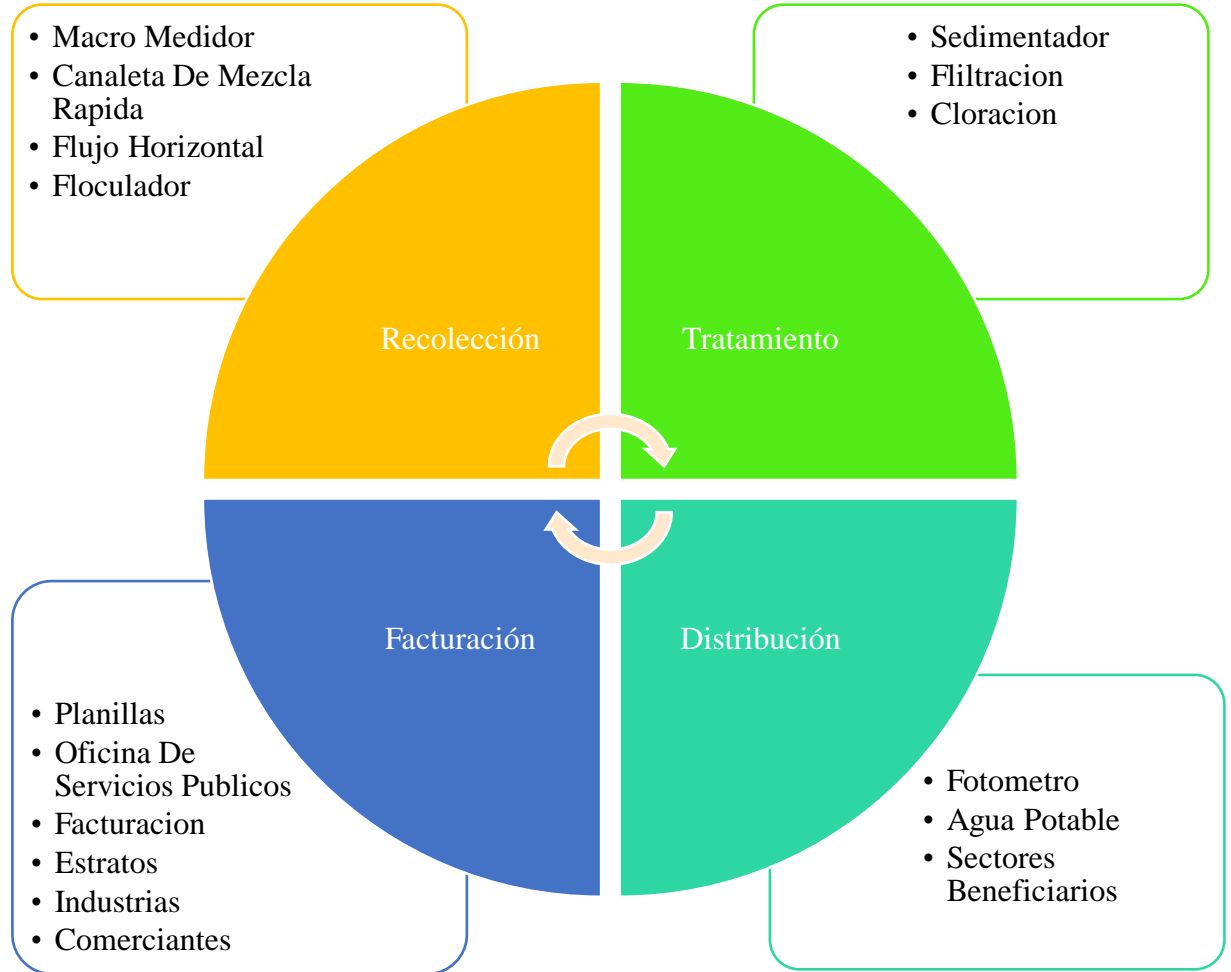 • Macro Medidor
• Canaleta De Mezcla
Rapida
• Flujo Horizontal
• Floculador
• Sedimentador
• Fliltracion
• Cloracion
Recolección
Tratamiento
Facturación
Distribución
• Planillas
• Oficina De
Servicios Publicos
• Facturacion
• Estratos
• Industrias
• Comerciantes
• Fotometro
• Agua Potable
• Sectores
Beneficiarios